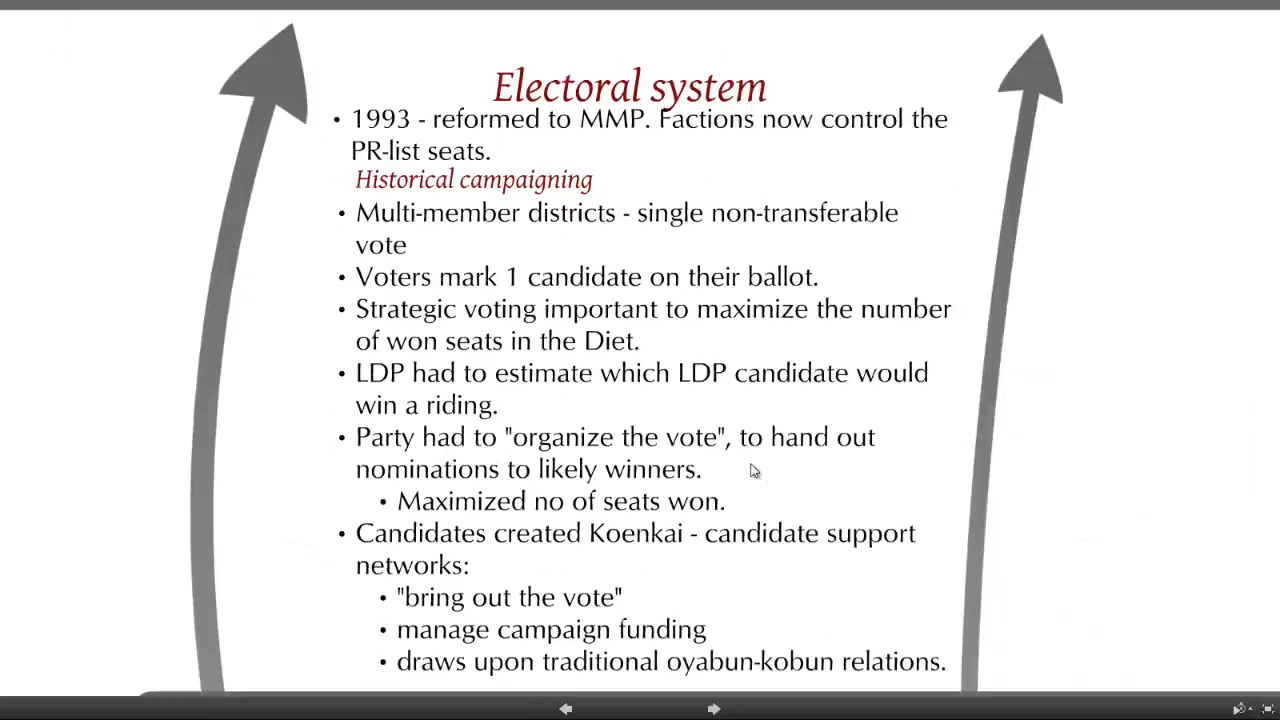 Electoral system
• 1993 - reformed to MMP. Factions now control the
PR-list seats.
Historical campaigning
• Multi-member districts - single non-transferable
vote
• Voters mark 1 candidate on their ballot.
• Strategic voting important to maximize the number
of won seats in the Diet.
• LDP had to estimate which LDP candidate would
win a riding.
• Party had to "organize the vote", to hand out
nominations to likely winners.
• Maximized no of seats won.
• Candidates created Koenkai - candidate support
networks:
• "bring out the vote"
• manage campaign funding
• draws upon traditional oyabun-kobun relations.